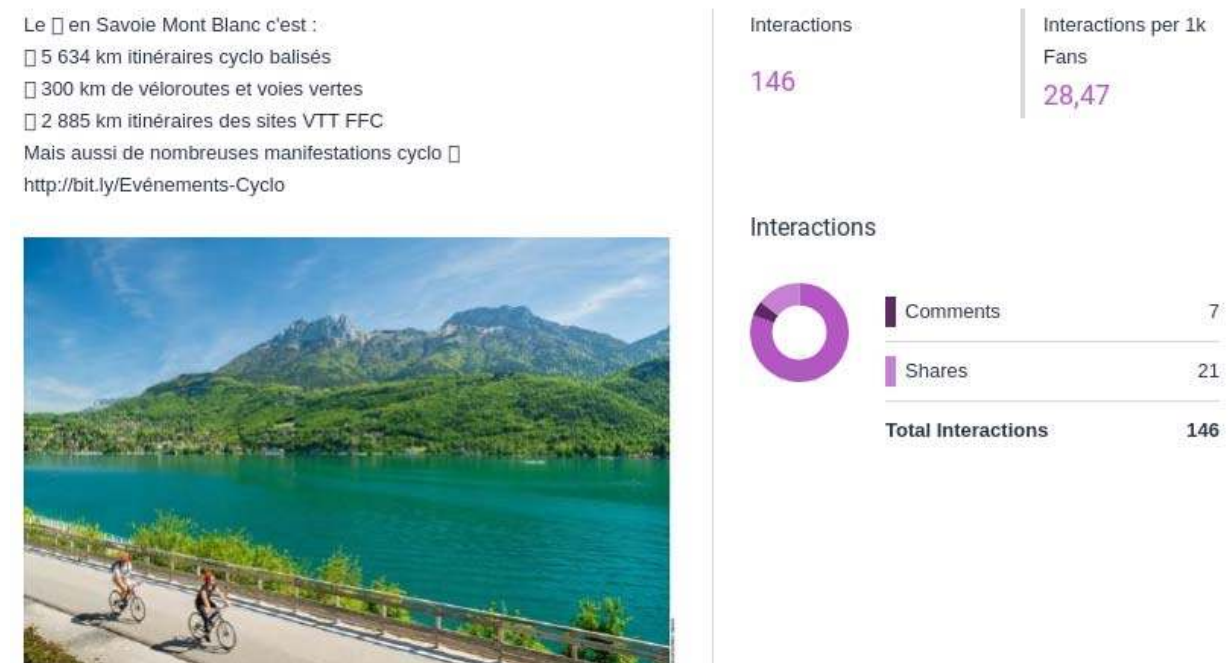 Le en Savoie Mont Blanc c'est :
5 634 km itinéraires cyclo balisés
300 km de véloroutes et voies vertes
2 885 km itinéraires des sites VTT FFC
Mais aussi de nombreuses manifestations cyclo
http://bit.ly/Evénements-Cyclo
Interactions
146
Interactions per 1k
Fans
28,47
Interactions
Comments 7
Shares 21
Total Interactions 146